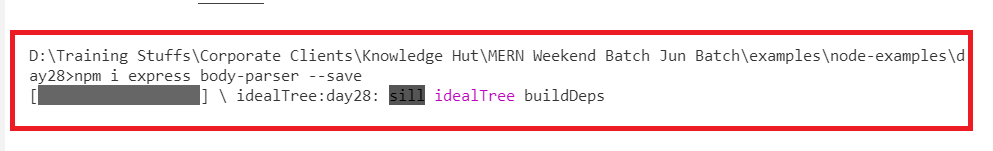 D:\Training Stuffs\Corporate Clients\Knowledge Hut\MERN Weekend Batch Jun Batch\examples\node-examples\d
ay28>npm i express body-parser --save
[                  ] \ idealTree:day28: sill idealTree buildDeps